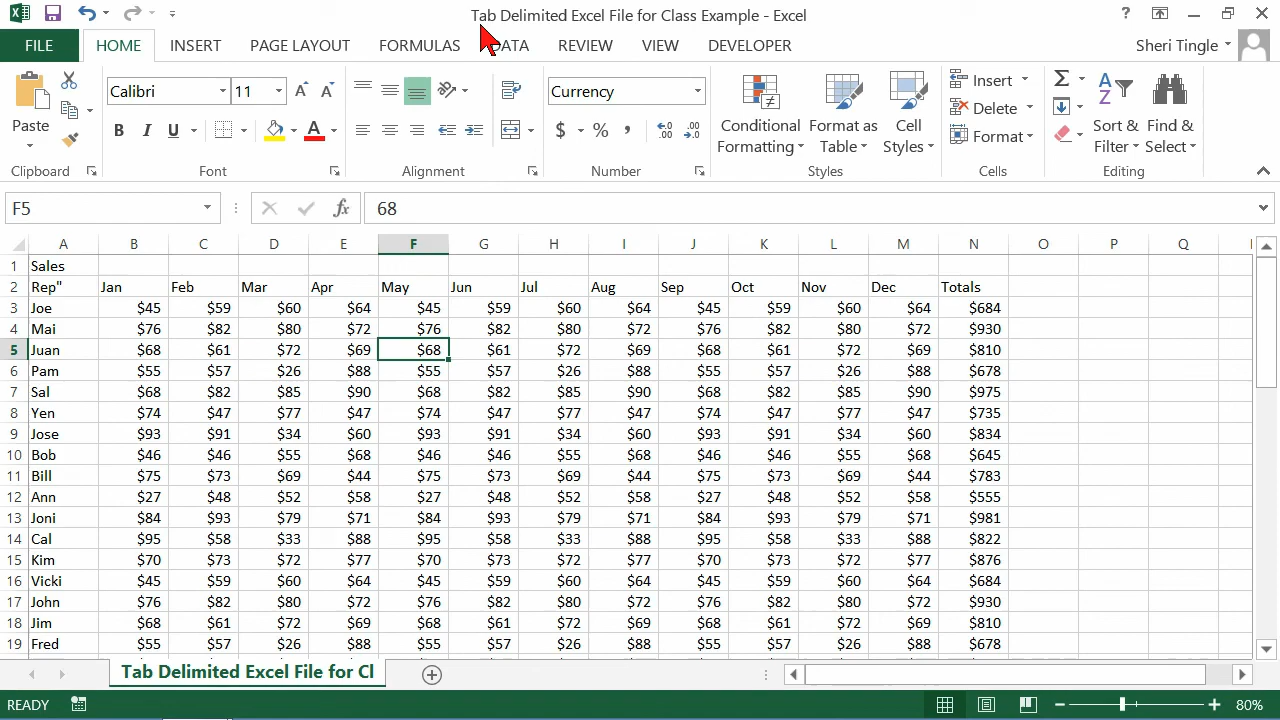 Tab Delimited Excel File for Class Example - Excel
FILE HOME INSERT PAGE LAYOUT FORMULAS DATA REVIEW VIEW DEVELOPER Sheri Tingle
Calibri 11 Currency
Paste
B I U A $ % ,
Conditional Formatting
Format as Table
Cell Styles
Insert
Delete
Format
Sort & Filter
Find & Select
Clipboard Font Alignment Number Styles Cells Editing
F5 fx 68
A B C D E F G H I J K L M N O P Q
1 Sales
2 Rep" Jan Feb Mar Apr May Jun Jul Aug Sep Oct Nov Dec Totals
3 Joe $45 $59 $60 $64 $45 $59 $60 $64 $45 $59 $60 $64 $684
4 Mai $76 $82 $80 $72 $76 $82 $80 $72 $76 $82 $80 $72 $930
5 Juan $68 $61 $72 $69 $68 $61 $72 $69 $68 $61 $72 $69 $810
6 Pam $55 $57 $26 $88 $55 $57 $26 $88 $55 $57 $26 $88 $678
7 Sal $68 $82 $85 $90 $68 $82 $85 $90 $68 $82 $85 $90 $975
8 Yen $74 $47 $77 $47 $74 $47 $77 $47 $74 $47 $77 $47 $735
9 Jose $93 $91 $34 $60 $93 $91 $34 $60 $93 $91 $34 $60 $834
10 Bob $46 $46 $55 $68 $46 $46 $55 $68 $46 $46 $55 $68 $645
11 Bill $75 $73 $69 $44 $75 $73 $69 $44 $75 $73 $69 $44 $783
12 Ann $27 $48 $52 $58 $27 $48 $52 $58 $27 $48 $52 $58 $555
13 Joni $84 $93 $79 $71 $84 $93 $79 $71 $84 $93 $79 $71 $981
14 Cal $95 $58 $33 $88 $95 $58 $33 $88 $95 $58 $33 $88 $822
15 Kim $70 $73 $72 $77 $70 $73 $72 $77 $70 $73 $72 $77 $876
16 Vicki $45 $59 $60 $64 $45 $59 $60 $64 $45 $59 $60 $64 $684
17 John $76 $82 $80 $72 $76 $82 $80 $72 $76 $82 $80 $72 $930
18 Jim $68 $61 $72 $69 $68 $61 $72 $69 $68 $61 $72 $69 $810
19 Fred $55 $57 $26 $88 $55 $57 $26 $88 $55 $57 $26 $88 $678
Tab Delimited Excel File for Cl
READY 80%